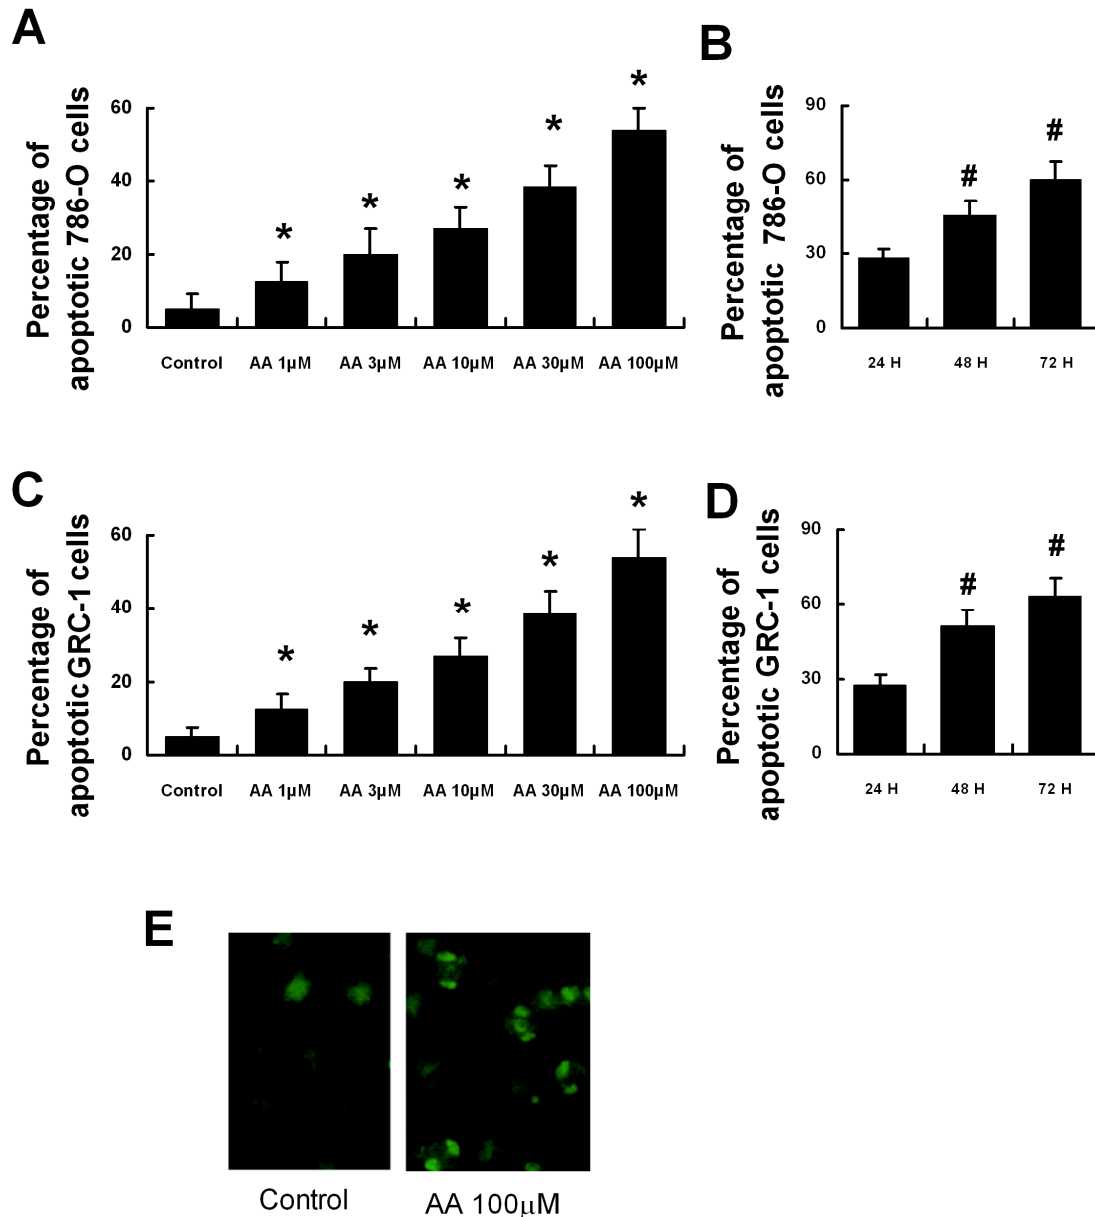 A
Percentage of
apoptotic 786-O cells
60
40
20
0
*
*
*
*
*
Control AA 1µM AA 3µM AA 10µM AA 30µM AA 100µM
B
Percentage of
apoptotic 786-O cells
90
60
30
0
#
#
24 H 48 H 72 H
C
Percentage of
apoptotic GRC-1 cells
60
40
20
0
*
*
*
*
*
Control AA 1µM AA 3µM AA 10µM AA 30µM AA 100µM
D
Percentage of
apoptotic GRC-1 cells
90
60
30
0
#
#
24 H 48 H 72 H
E
Control AA 100µM